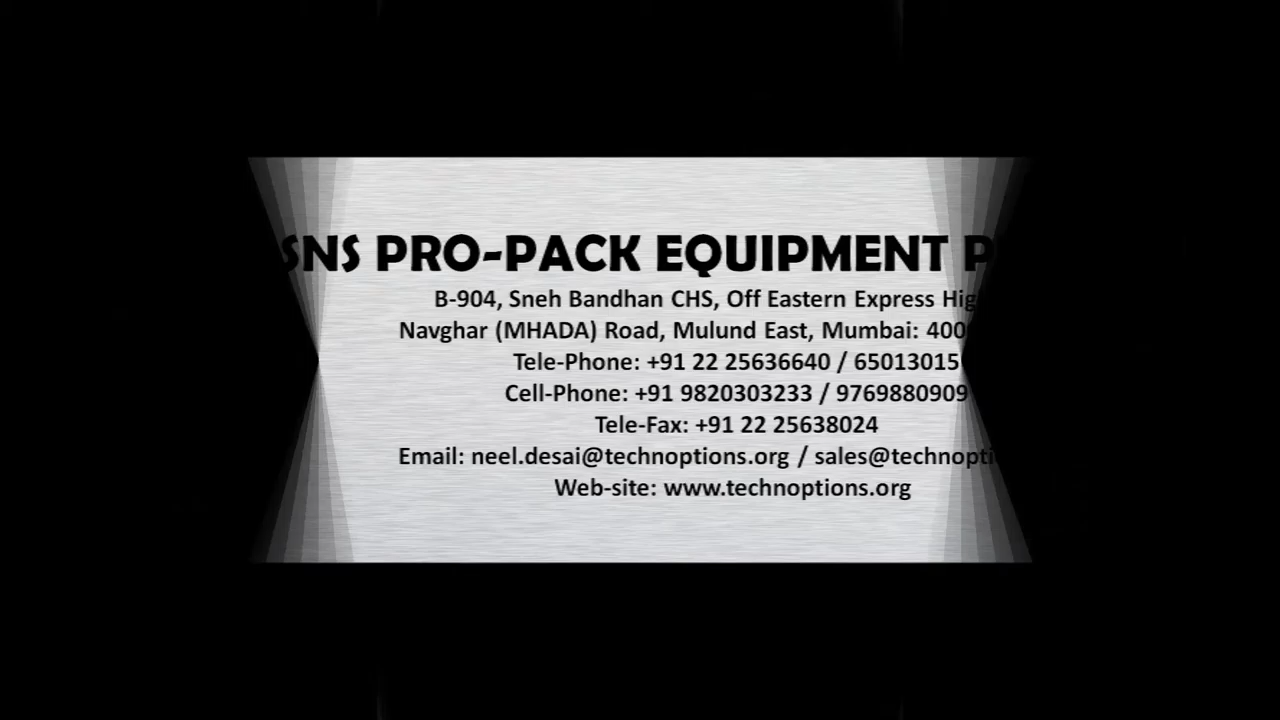 SNS PRO-PACK EQUIPMENT
B-904, Sneh Bandhan CHS, Off Eastern Express
Navghar (MHADA) Road, Mulund East, Mumbai:
Tele-Phone: +91 22 25636640 / 65013015
Cell-Phone: +91 9820303233 / 9769880909
Tele-Fax: +91 22 25638024
Email: neel.desai@technoptions.org /
Web-site: www.technoptions.org